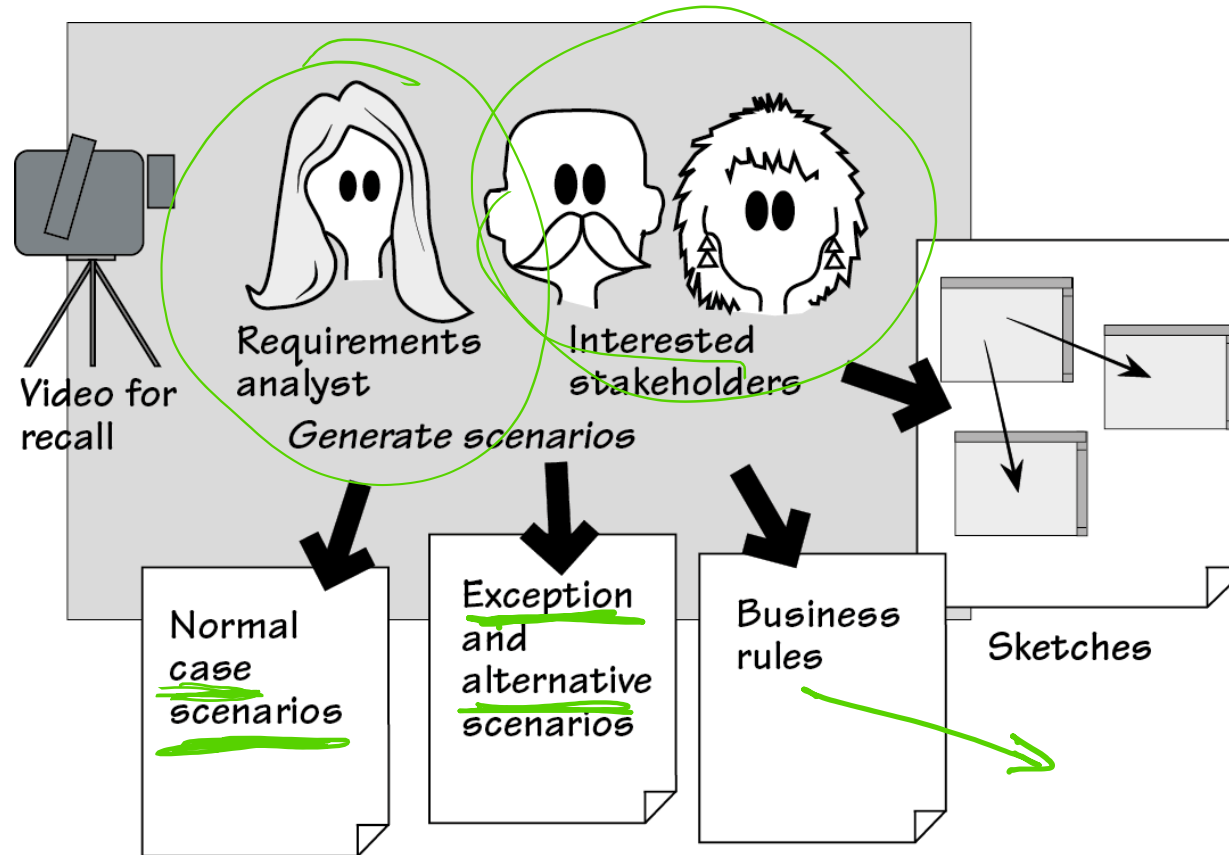 Requirements
analyst
Interested
stakeholders
Video for
recall
Generate scenarios
Normal
case
scenarios
Exception
and
alternative
scenarios
Business
rules
Sketches